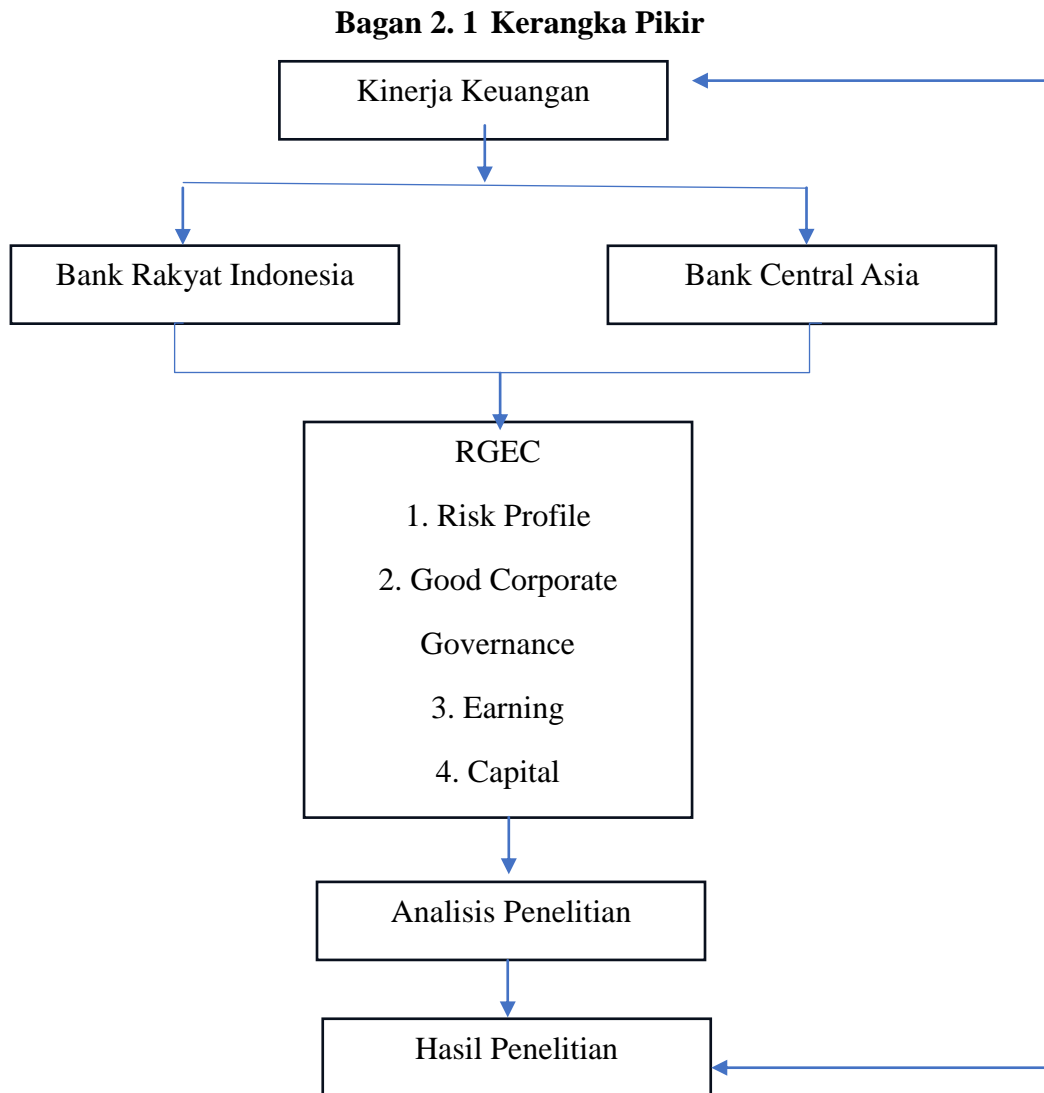 Bagan 2. 1 Kerangka Pikir
Kinerja Keuangan
Bank Rakyat Indonesia
Bank Central Asia
RGEC
1. Risk Profile
2. Good Corporate
Governance
3. Earning
4. Capital
Analisis Penelitian
Hasil Penelitian